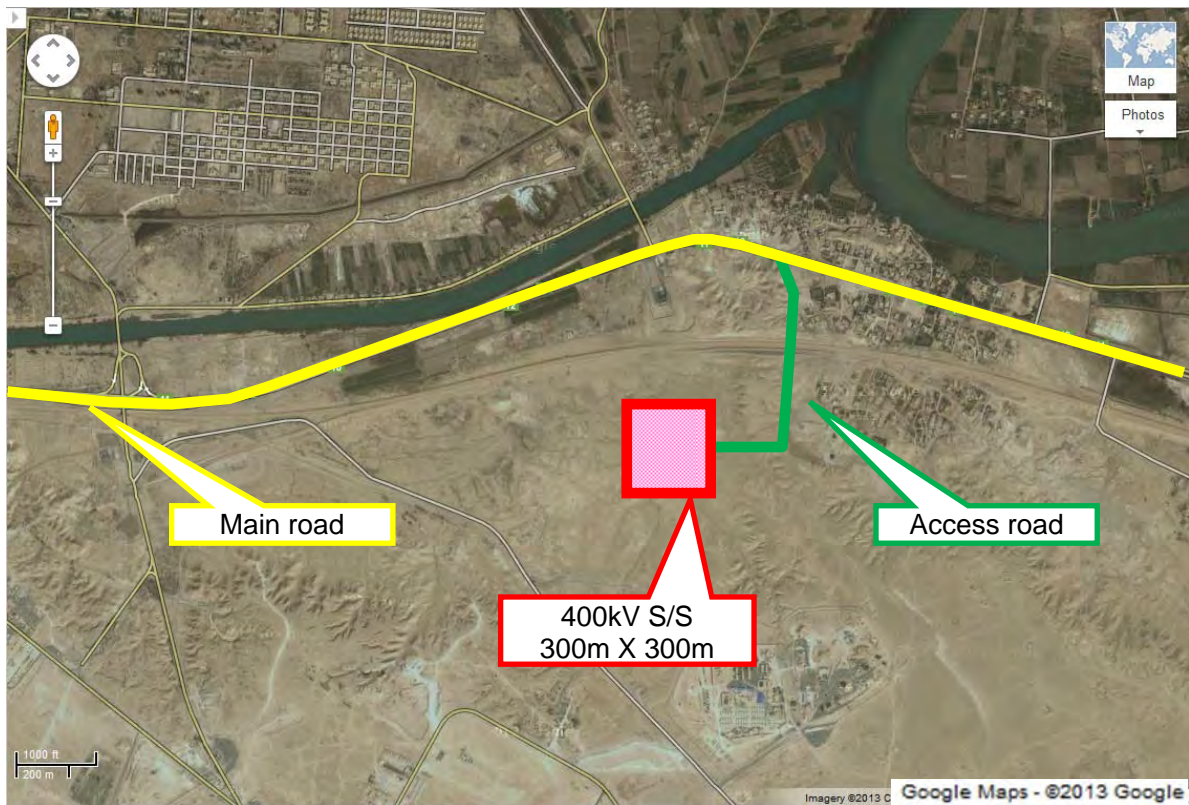 Map
Photos
Main road
Access road
400kV S/S
300m X 300m
1000 ft
200 m
Imagery ©2013 C
Google Maps - ©2013 Google